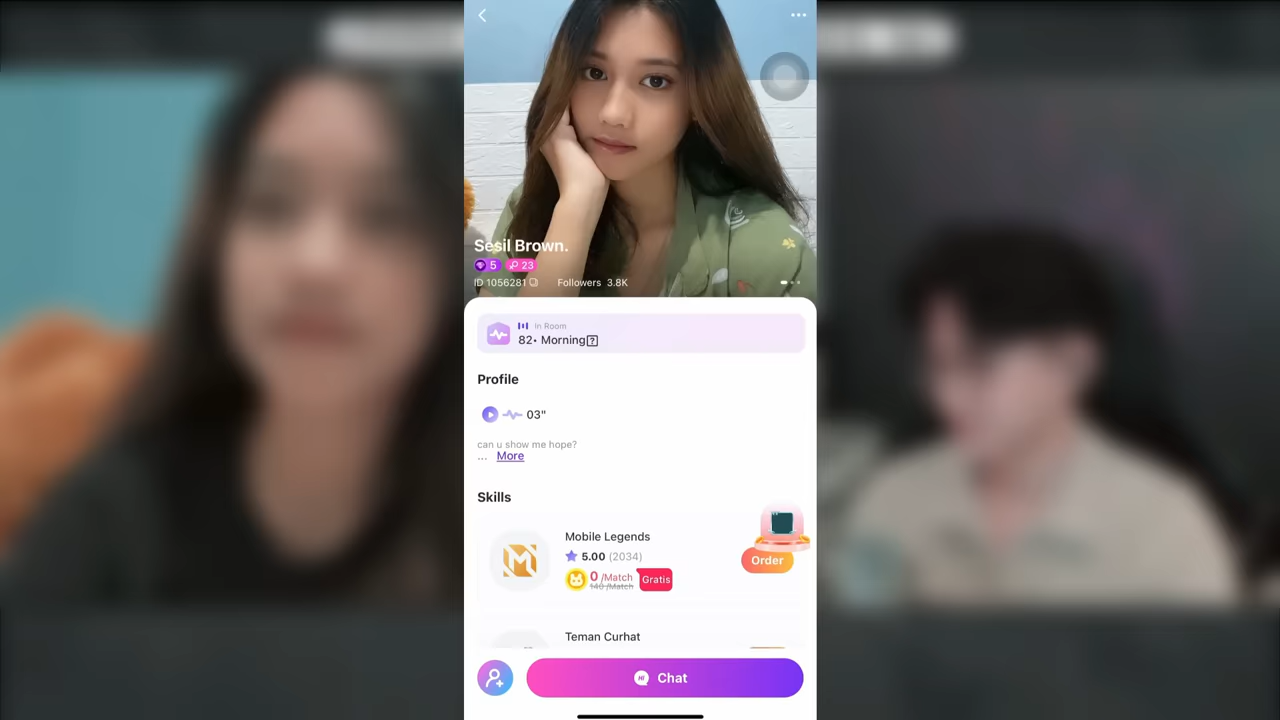 Sesil Brown.
5 23
ID 1056281 Followers 3.8K
in Room
82• Morning
Profile
03"
can u show me hope?
... More
Skills
Mobile Legends
5.00 (2034)
Order
0 /Match Gratis
140 /Match
Teman Curhat
Hi Chat